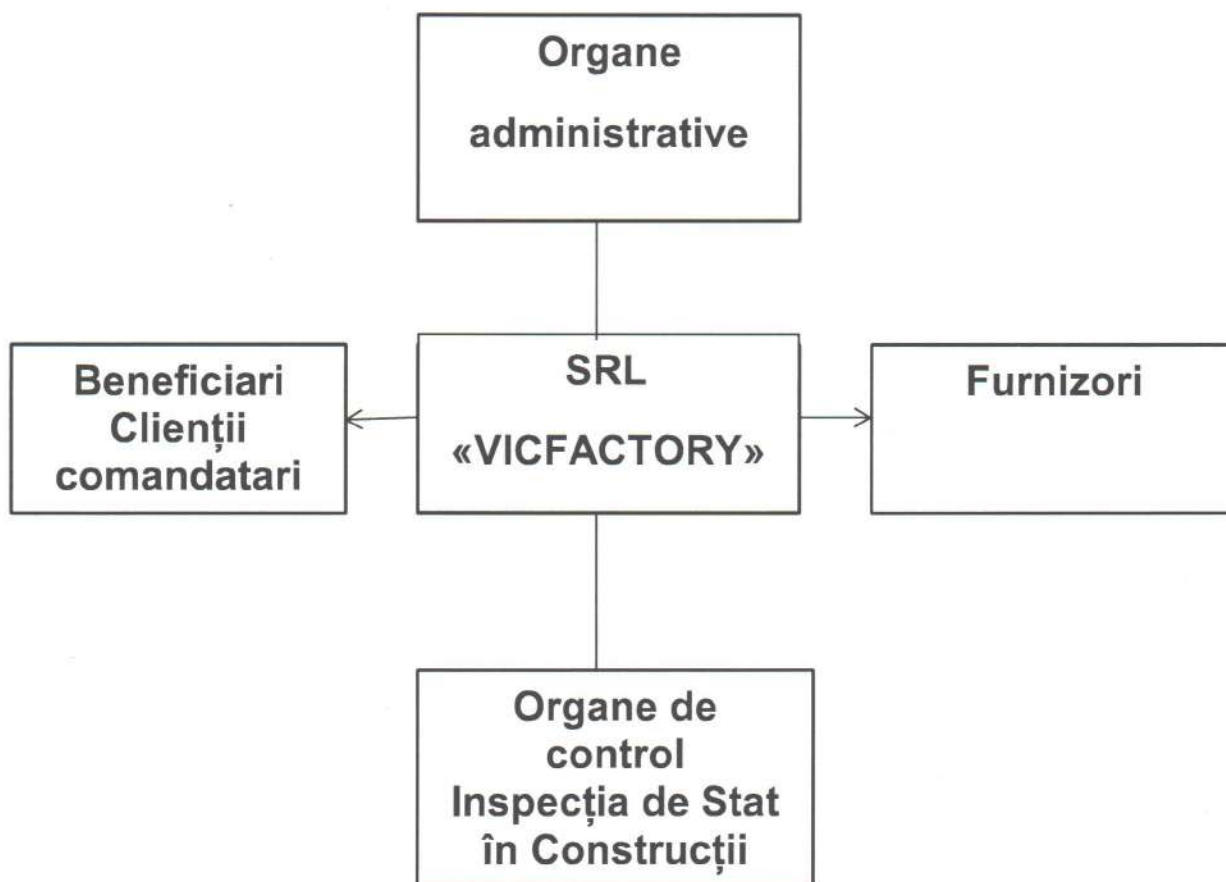 Organe
administrative
Beneficiari
Clienții
comandatari
SRL
«VICFACTORY»
Furnizori
Organe de
control
Inspecția de Stat
în Construcții